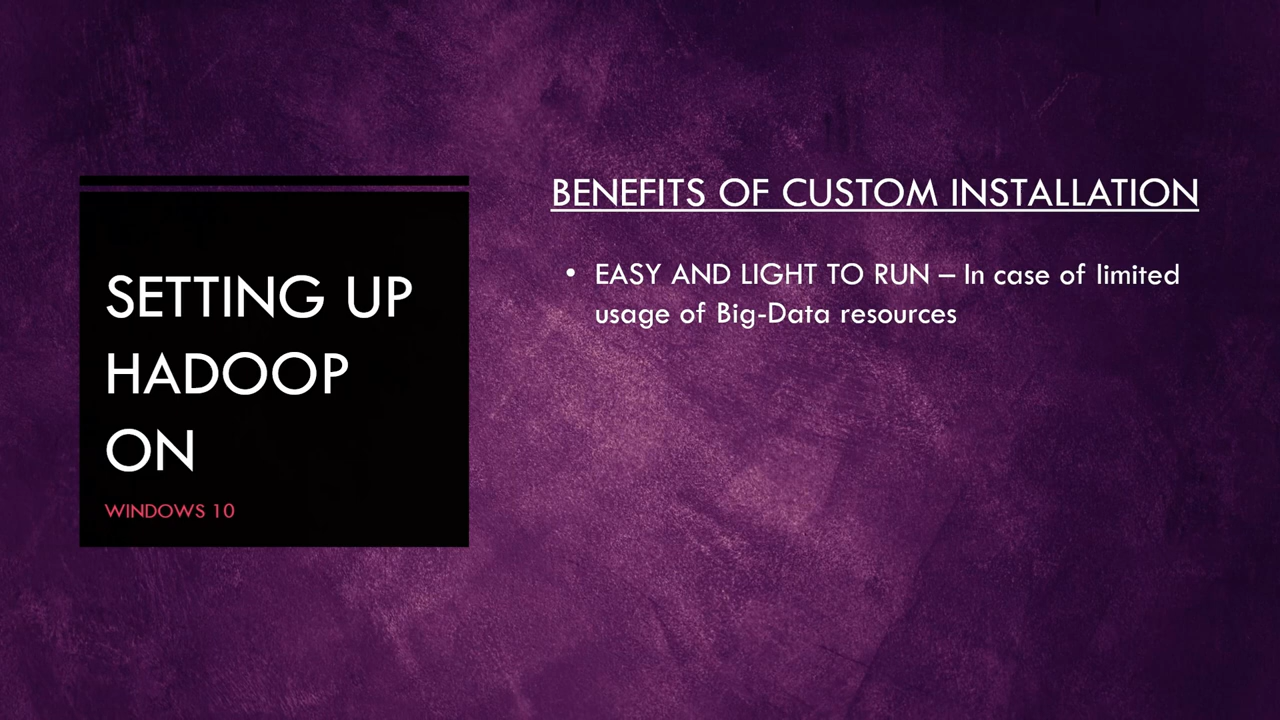 SETTING UP
HADOOP
ON
WINDOWS 10
BENEFITS OF CUSTOM INSTALLATION
• EASY AND LIGHT TO RUN – In case of limited
usage of Big-Data resources